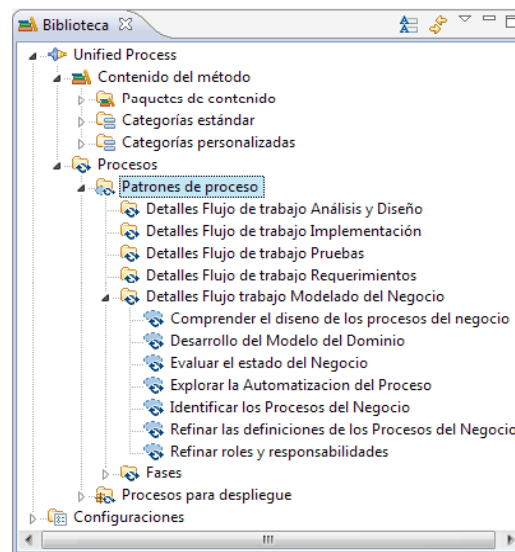 Biblioteca
Unified Process
Contenido del método
Paquetes de contenido
Categorías estándar
Categorías personalizadas
Procesos
Patrones de proceso
Detalles Flujo de trabajo Análisis y Diseño
Detalles Flujo de trabajo Implementación
Detalles Flujo de trabajo Pruebas
Detalles Flujo de trabajo Requerimientos
Detalles Flujo trabajo Modelado del Negocio
Comprender el diseno de los procesos del negocio
Desarrollo del Modelo del Dominio
Evaluar el estado del Negocio
Explorar la Automatizacion del Proceso
Identificar los Procesos del Negocio
Refinar las definiciones de los Procesos del Negocio
Refinar roles y responsabilidades
Fases
Procesos para despliegue
Configuraciones